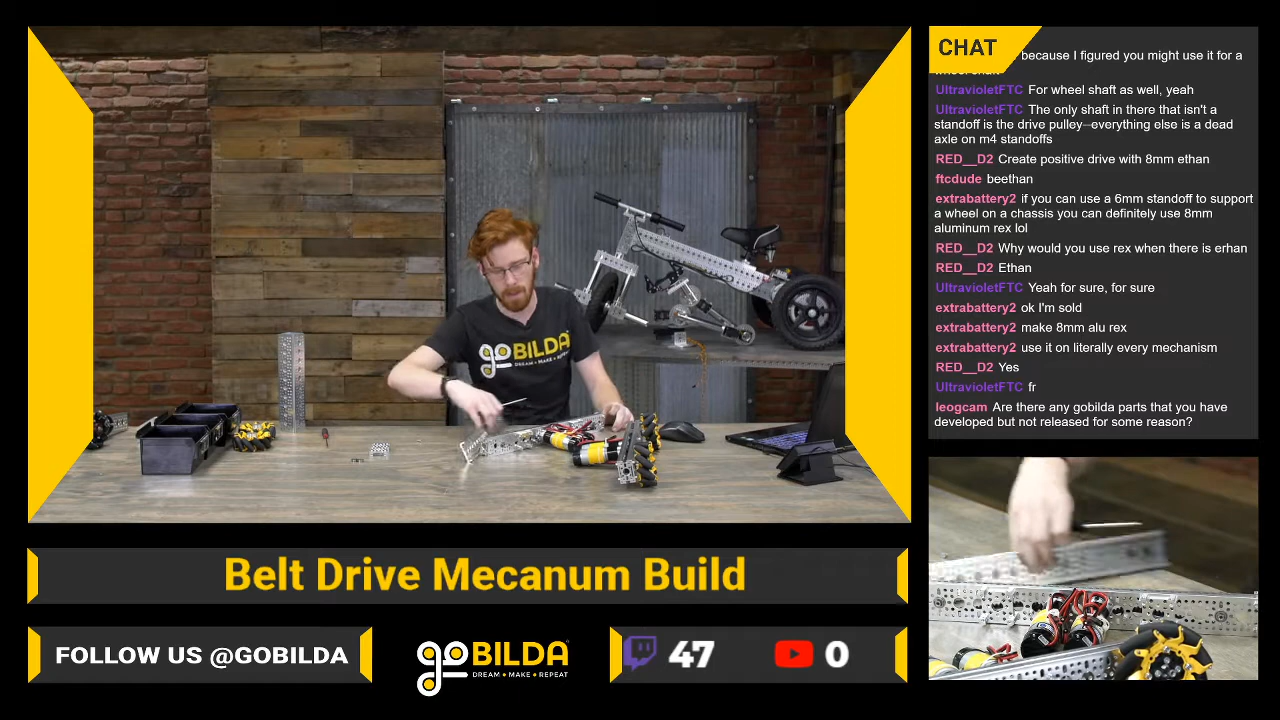 CHAT
because I figured you might use it for a
UltravioletFTC For wheel shaft as well, yeah
UltravioletFTC The only shaft in there that isn't a
standoff is the drive pulley—everything else is a dead
axle on m4 standoffs
RED__D2 Create positive drive with 8mm ethan
ftcdude beethan
extrabattery2 if you can use a 6mm standoff to support
a wheel on a chassis you can definitely use 8mm
aluminum rex lol
RED__D2 Why would you use rex when there is erhan
RED__D2 Ethan
UltravioletFTC Yeah for sure, for sure
extrabattery2 ok I'm sold
extrabattery2 make 8mm alu rex
extrabattery2 use it on literally every mechanism
RED__D2 Yes
UltravioletFTC fr
leogcam Are there any gobilda parts that you have
developed but not released for some reason?
goBILDA
DREAM • MAKE • REPEAT
Belt Drive Mecanum Build
FOLLOW US @GOBILDA
goBILDA
DREAM • MAKE • REPEAT
47
0